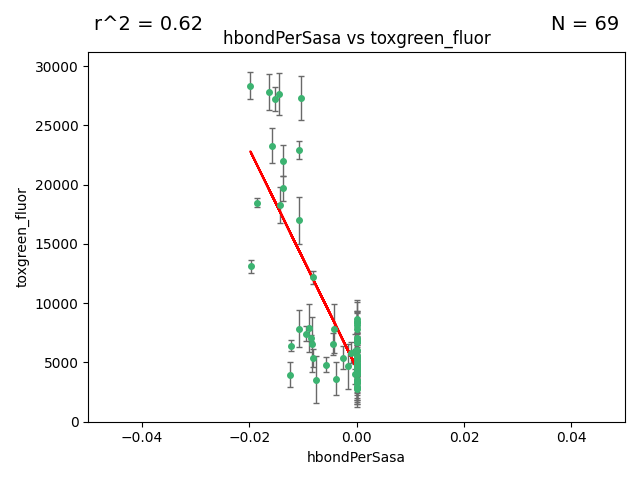 r^2 = 0.62
N = 69
hbondPerSasa vs toxgreen_fluor
30000
25000
20000
15000
10000
5000
0
toxgreen_fluor
−0.04
−0.02
0.00
0.02
0.04
hbondPerSasa